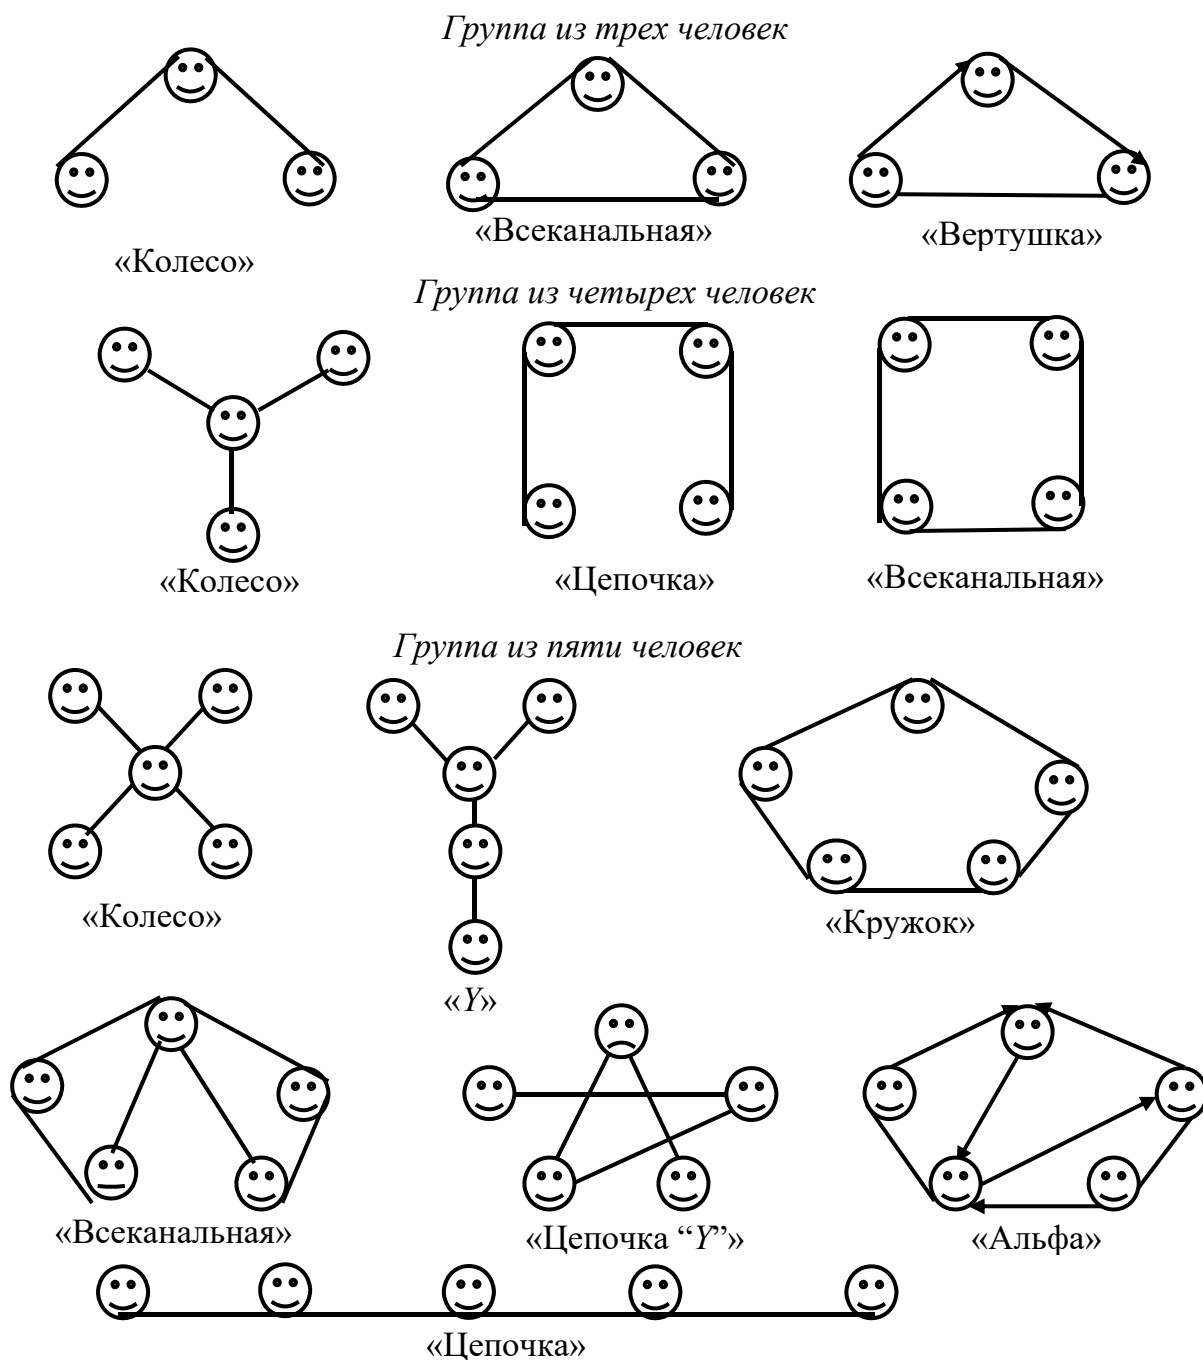 Группа из трех человек
«Колесо»
«Всеканальная»
«Вертушка»
Группа из четырех человек
«Колесо»
«Цепочка»
«Всеканальная»
Группа из пяти человек
«Колесо»
«Y»
«Кружок»
«Всеканальная»
«Цепочка “Y”»
«Альфа»
«Цепочка»